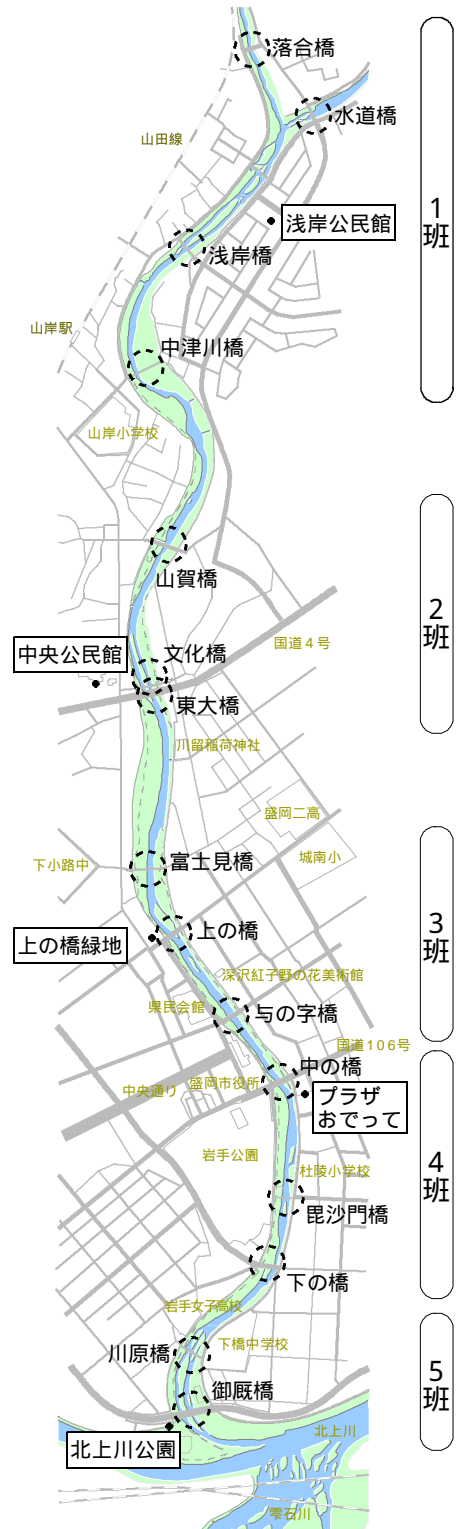 落合橋
水道橋
山田線
1
班
浅岸公民館
浅岸橋
山岸駅
中津川橋
山岸小学校
山賀橋
2
班
国道4号
中央公民館
文化橋
東大橋
川留稲荷神社
盛岡二高
城南小
下小路中
富士見橋
上の橋
3
班
上の橋緑地
深沢紅子野の花美術館
県民会館
与の字橋
国道106号
中の橋
中央通り
盛岡市役所
プラザ
おでって
岩手公園
杜陵小学校
4
班
毘沙門橋
下の橋
岩手女子高校
下橋中学校
川原橋
御厩橋
5
班
北上川
北上川公園
雫石川